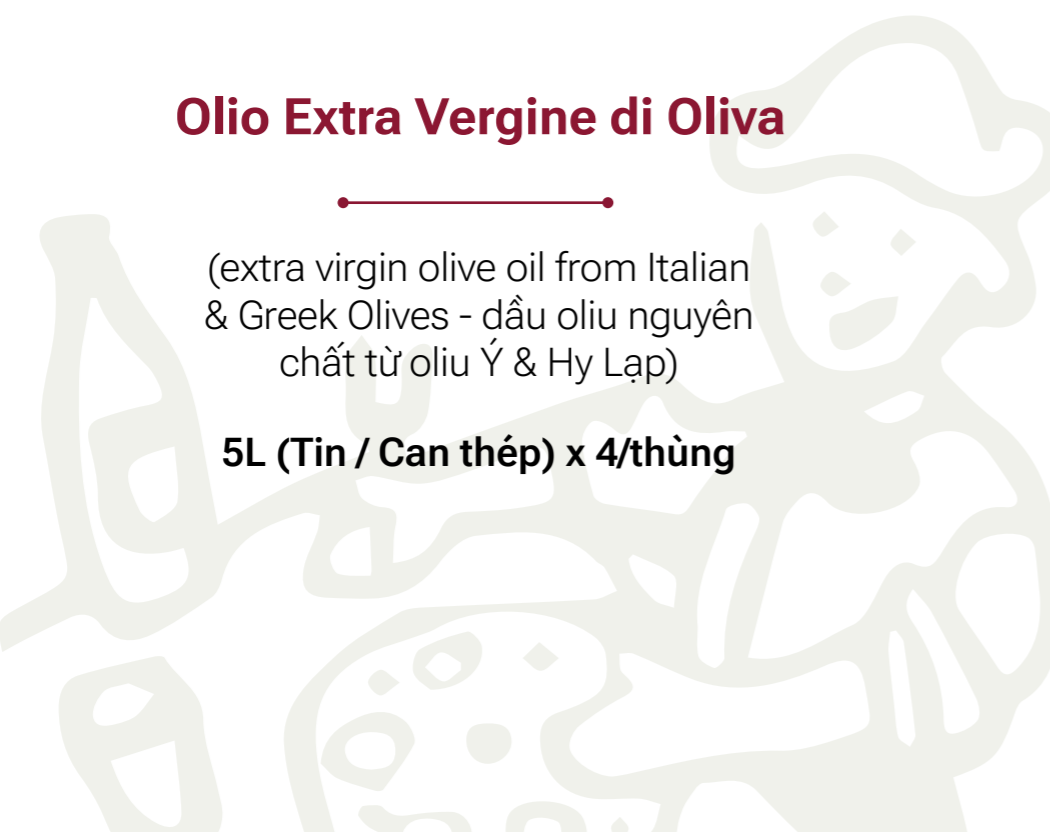 Olio Extra Vergine di Oliva
(extra virgin olive oil from Italian
& Greek Olives - dầu oliu nguyên
chất từ oliu Ý & Hy Lạp)
5L (Tin / Can thép) x 4/thùng